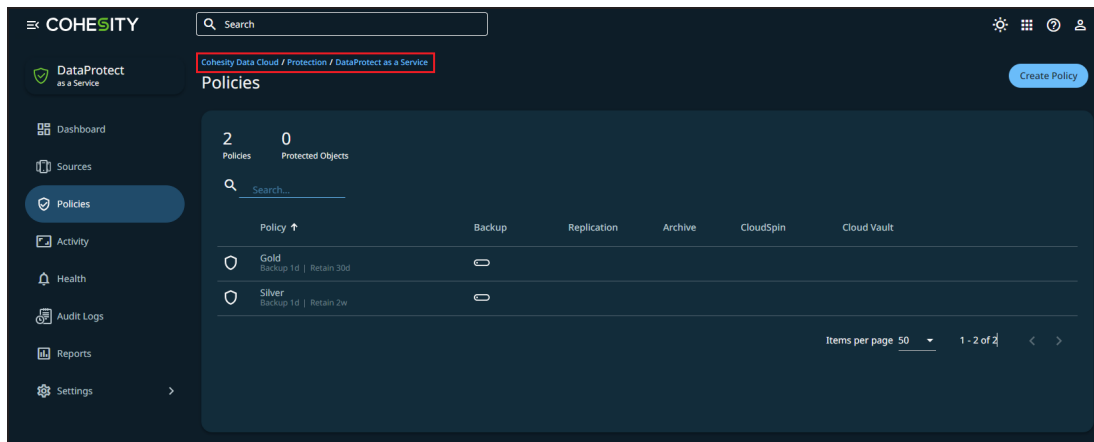 COHESITY
Search
DataProtect
as a Service
Cohesity Data Cloud / Protection / DataProtect as a Service
Policies
Create Policy
Dashboard
Sources
Policies
Activity
Health
Audit Logs
Reports
Settings
2
Policies
0
Protected Objects
Search...
Policy Backup Replication Archive CloudSpin Cloud Vault
Gold
Backup 1d | Retain 30d
Silver
Backup 1d | Retain 2w
Items per page 50 1 - 2 of 2